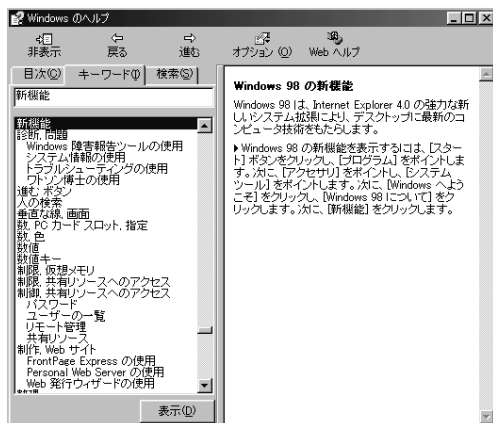 Windows のヘルプ
非表示 戻る 進む オプション (O) Web ヘルプ
目次(C) キーワード(I) 検索(S)
新機能
新機能
診断, 問題
Windows 障害報告ツールの使用
システム情報の使用
トラブルシューティングの使用
ワトソン博士の使用
進む ボタン
人の検索
垂直な線, 画面
数, PC カード スロット, 指定
数, 色
数値
数値キー
制限, 仮想メモリ
制限, 共有リソースへのアクセス
制御, 共有リソースへのアクセス
パスワード
ユーザーの一覧
リモート管理
共有リソース
制作, Web サイト
FrontPage Express の使用
Personal Web Server の使用
Web 発行ウィザードの使用
表示(D)
Windows 98 の新機能
Windows 98 は、Internet Explorer 4.0 の強力な新
しいシステム拡張により、デスクトップに最新のコ
ンピュータ技術をもたらします。
Windows 98 の新機能を表示するには、[スター
ト] ボタンをクリックし、[プログラム] をポイントしま
す。次に、[アクセサリ] をポイントし、[システム
ツール] をポイントします。次に、[Windows へよう
こそ] をクリックし、[Windows 98 について] をク
リックします。次に、[新機能] をクリックします。